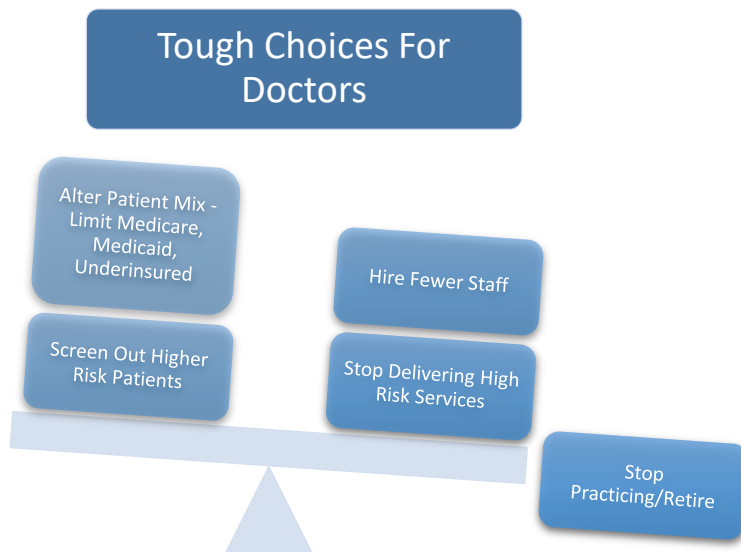 Tough Choices For
Doctors
Alter Patient Mix -
Limit Medicare,
Medicaid,
Underinsured
Screen Out Higher
Risk Patients
Hire Fewer Staff
Stop Delivering High
Risk Services
Stop
Practicing/Retire